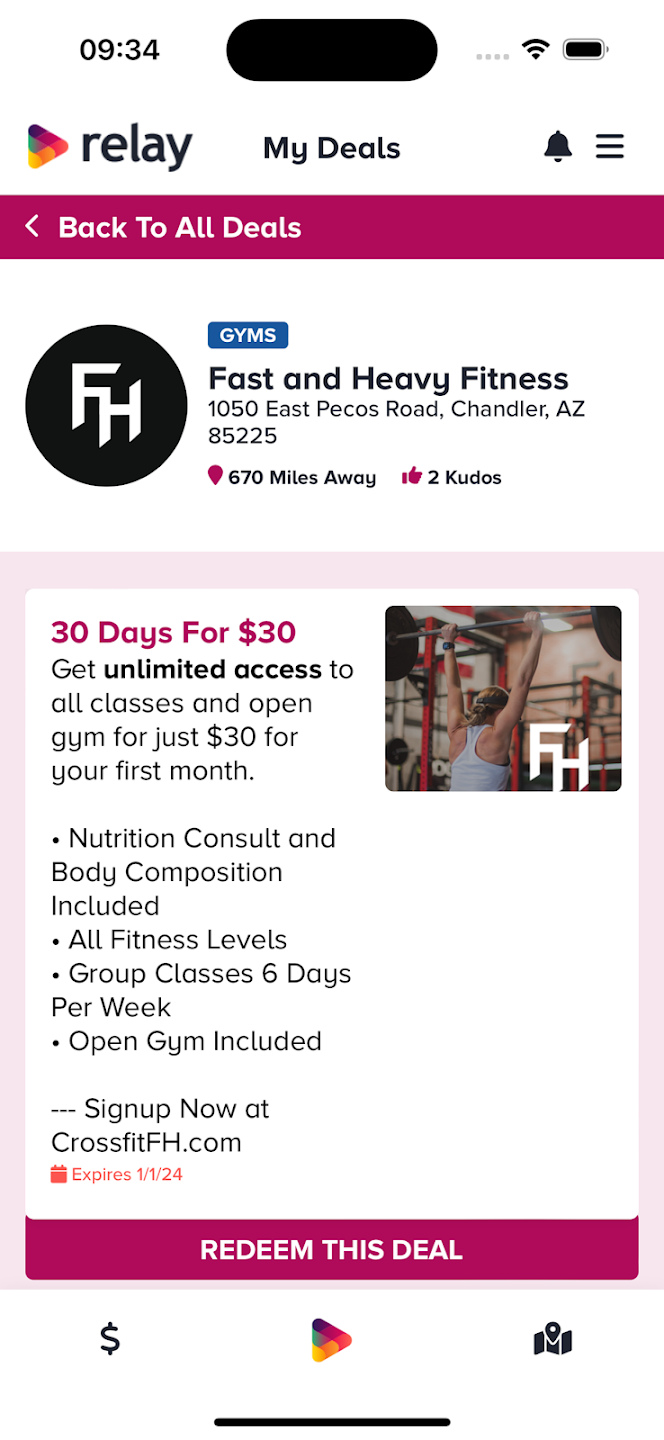 09:34
relay
My Deals
Back To All Deals
GYMS
Fast and Heavy Fitness
1050 East Pecos Road, Chandler, AZ
85225
670 Miles Away 2 Kudos
30 Days For $30
Get unlimited access to
all classes and open
gym for just $30 for
your first month.
• Nutrition Consult and
Body Composition
Included
• All Fitness Levels
• Group Classes 6 Days
Per Week
• Open Gym Included
--- Signup Now at
CrossfitFH.com
Expires 1/1/24
FH
FH
REDEEM THIS DEAL
$